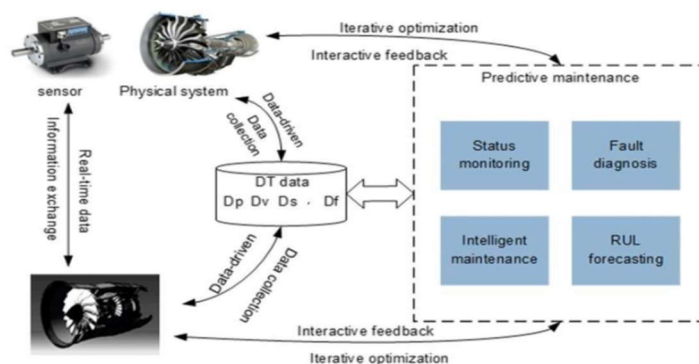 Iterative optimization
Interactive feedback
Predictive maintenance
sensor
Physical system
Data-driven
Data
collection
Real-time data
Information exchange
DT data
Dp Dv Ds . Df
Status
monitoring
Fault
diagnosis
Intelligent
maintenance
RUL
forecasting
Data-driven
Data collection
Interactive feedback
Iterative optimization